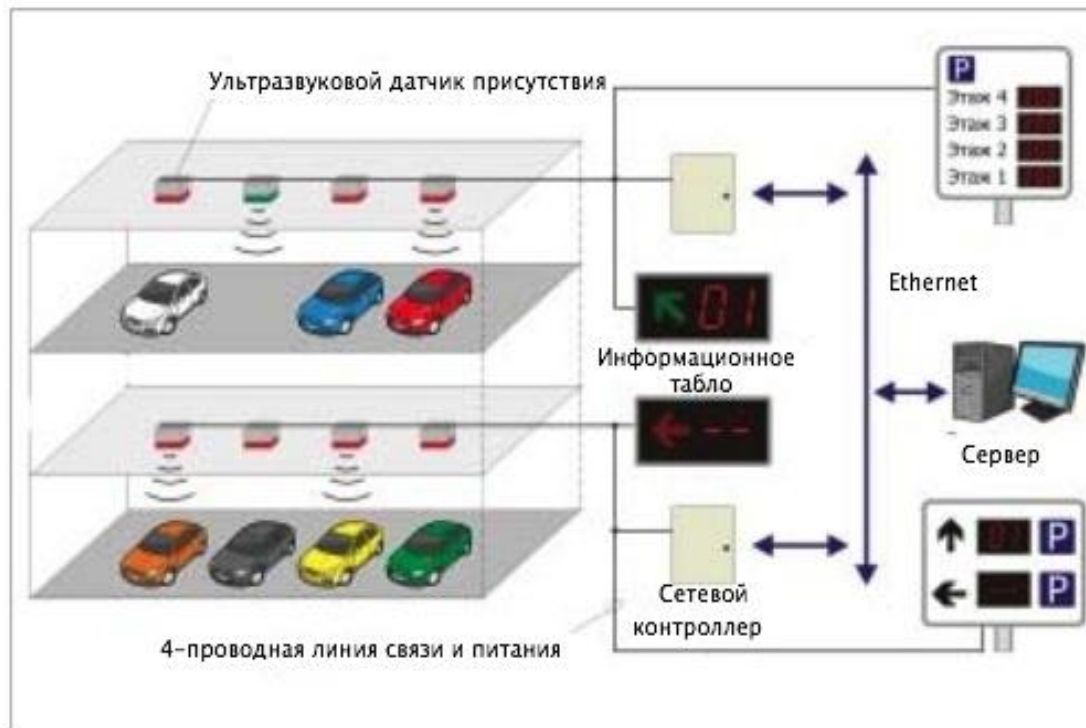 Ультразвуковой датчик присутствия
P
Этаж 4
Этаж 3
Этаж 2
Этаж 1
Ethernet
01
Информационное
табло
--
Сервер
01 P
-- P
Сетевой
контроллер
4-проводная линия связи и питания